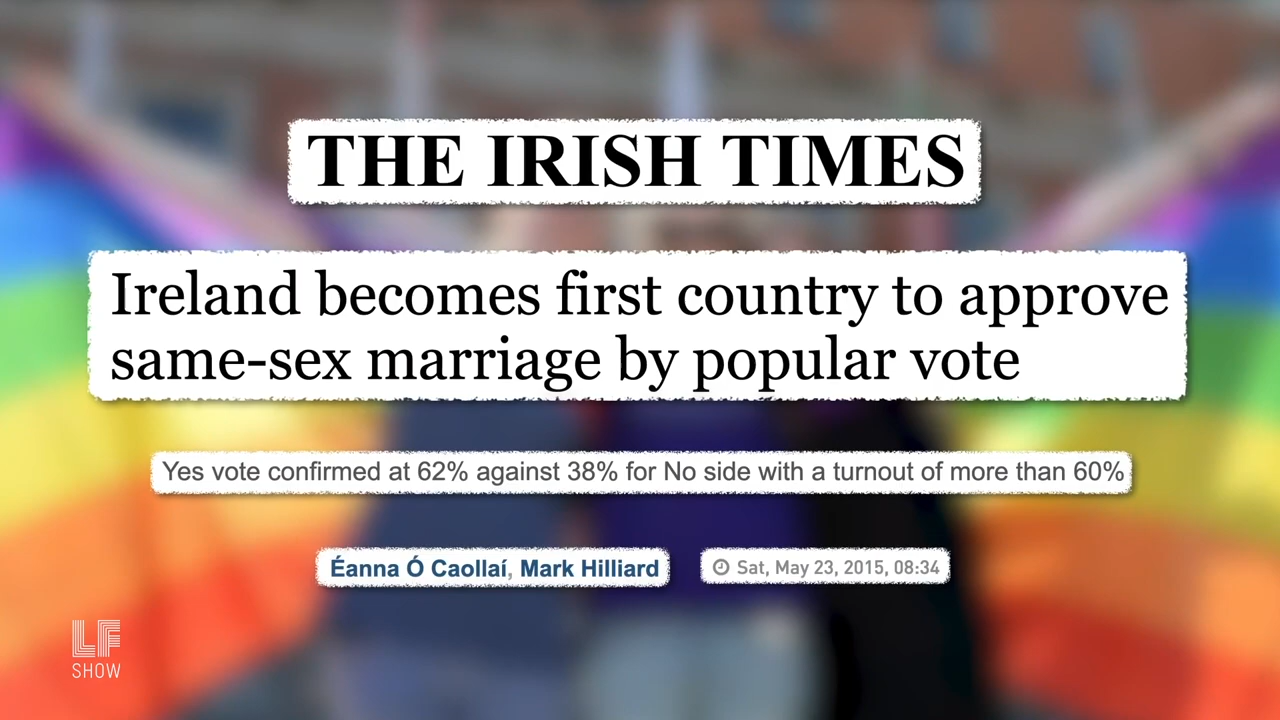 THE IRISH TIMES
Ireland becomes first country to approve
same-sex marriage by popular vote
Yes vote confirmed at 62% against 38% for No side with a turnout of more than 60%
Éanna Ó Caollaí, Mark Hilliard
Sat, May 23, 2015, 08:34
LF
SHOW